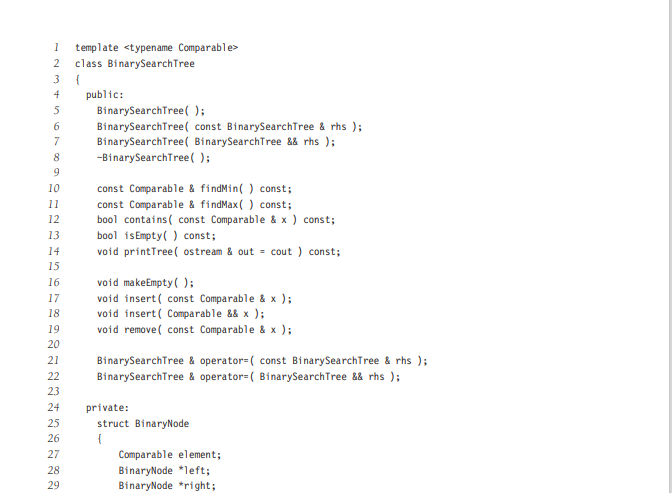 1 template <typename Comparable>
2 class BinarySearchTree
3 {
4 public:
5 BinarySearchTree( );
6 BinarySearchTree( const BinarySearchTree & rhs );
7 BinarySearchTree( BinarySearchTree && rhs );
8 ~BinarySearchTree( );
9
10 const Comparable & findMin( ) const;
11 const Comparable & findMax( ) const;
12 bool contains( const Comparable & x ) const;
13 bool isEmpty( ) const;
14 void printTree( ostream & out = cout ) const;
15
16 void makeEmpty( );
17 void insert( const Comparable & x );
18 void insert( Comparable && x );
19 void remove( const Comparable & x );
20
21 BinarySearchTree & operator=( const BinarySearchTree & rhs );
22 BinarySearchTree & operator=( BinarySearchTree && rhs );
23
24 private:
25 struct BinaryNode
26 {
27 Comparable element;
28 BinaryNode *left;
29 BinaryNode *right;